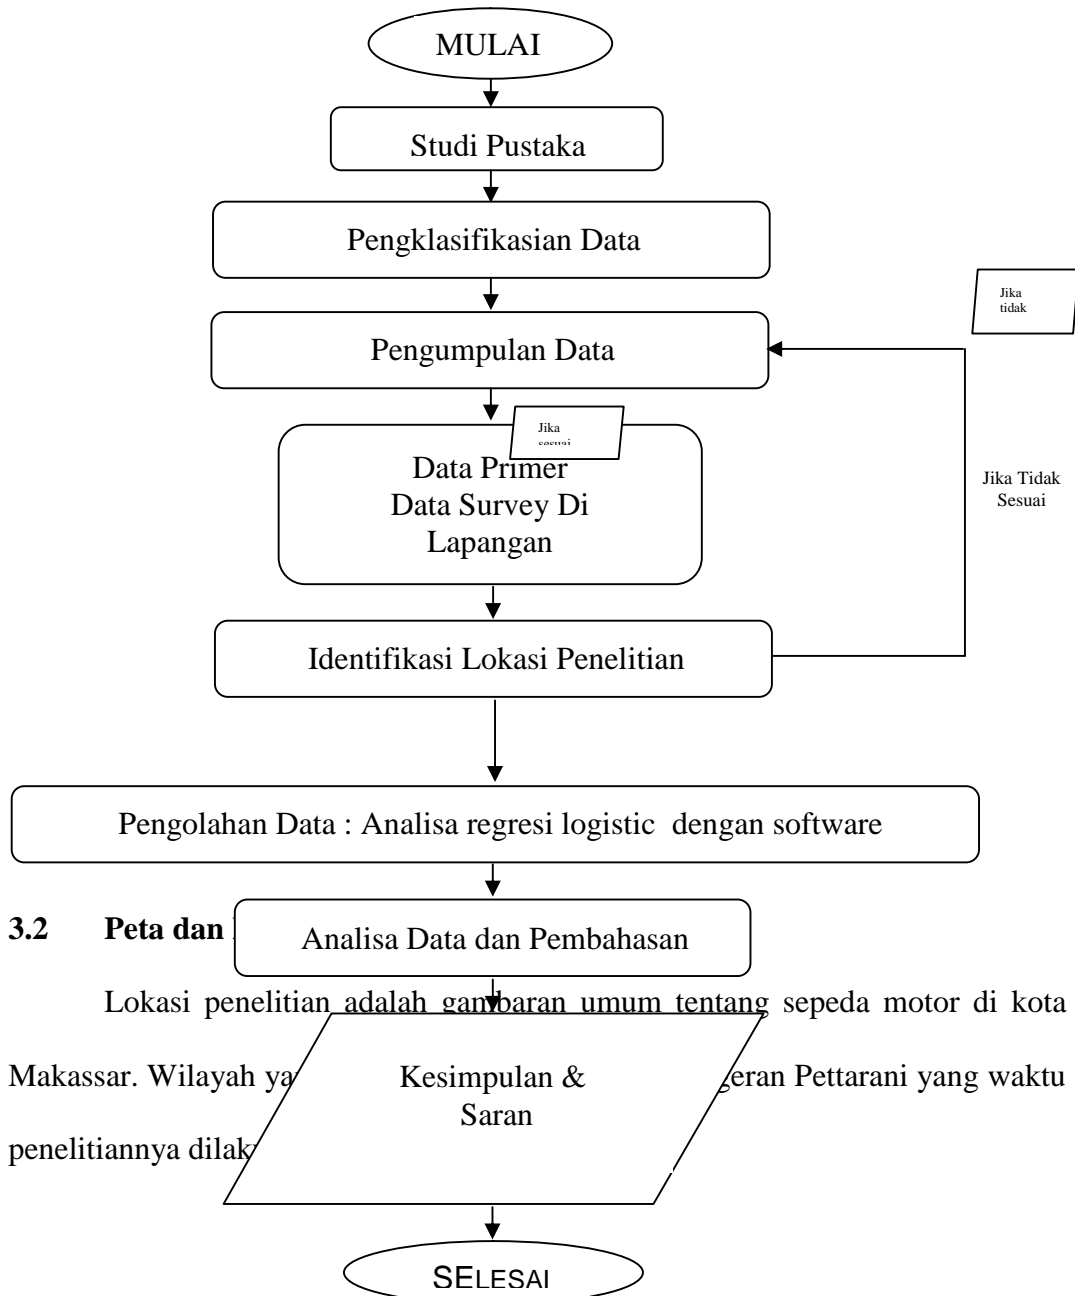 MULAI
Studi Pustaka
Pengklasifikasian Data
Jika
tidak
Pengumpulan Data
Jika
sesuai
Data Primer
Data Survey Di
Lapangan
Jika Tidak
Sesuai
Identifikasi Lokasi Penelitian
Pengolahan Data : Analisa regresi logistic dengan software
3.2 Peta dan
Analisa Data dan Pembahasan
Lokasi penelitian adalah gambaran umum tentang sepeda motor di kota
Makassar. Wilayah ya geran Pettarani yang waktu
Kesimpulan &
Saran
penelitiannya dilak
SELESAI